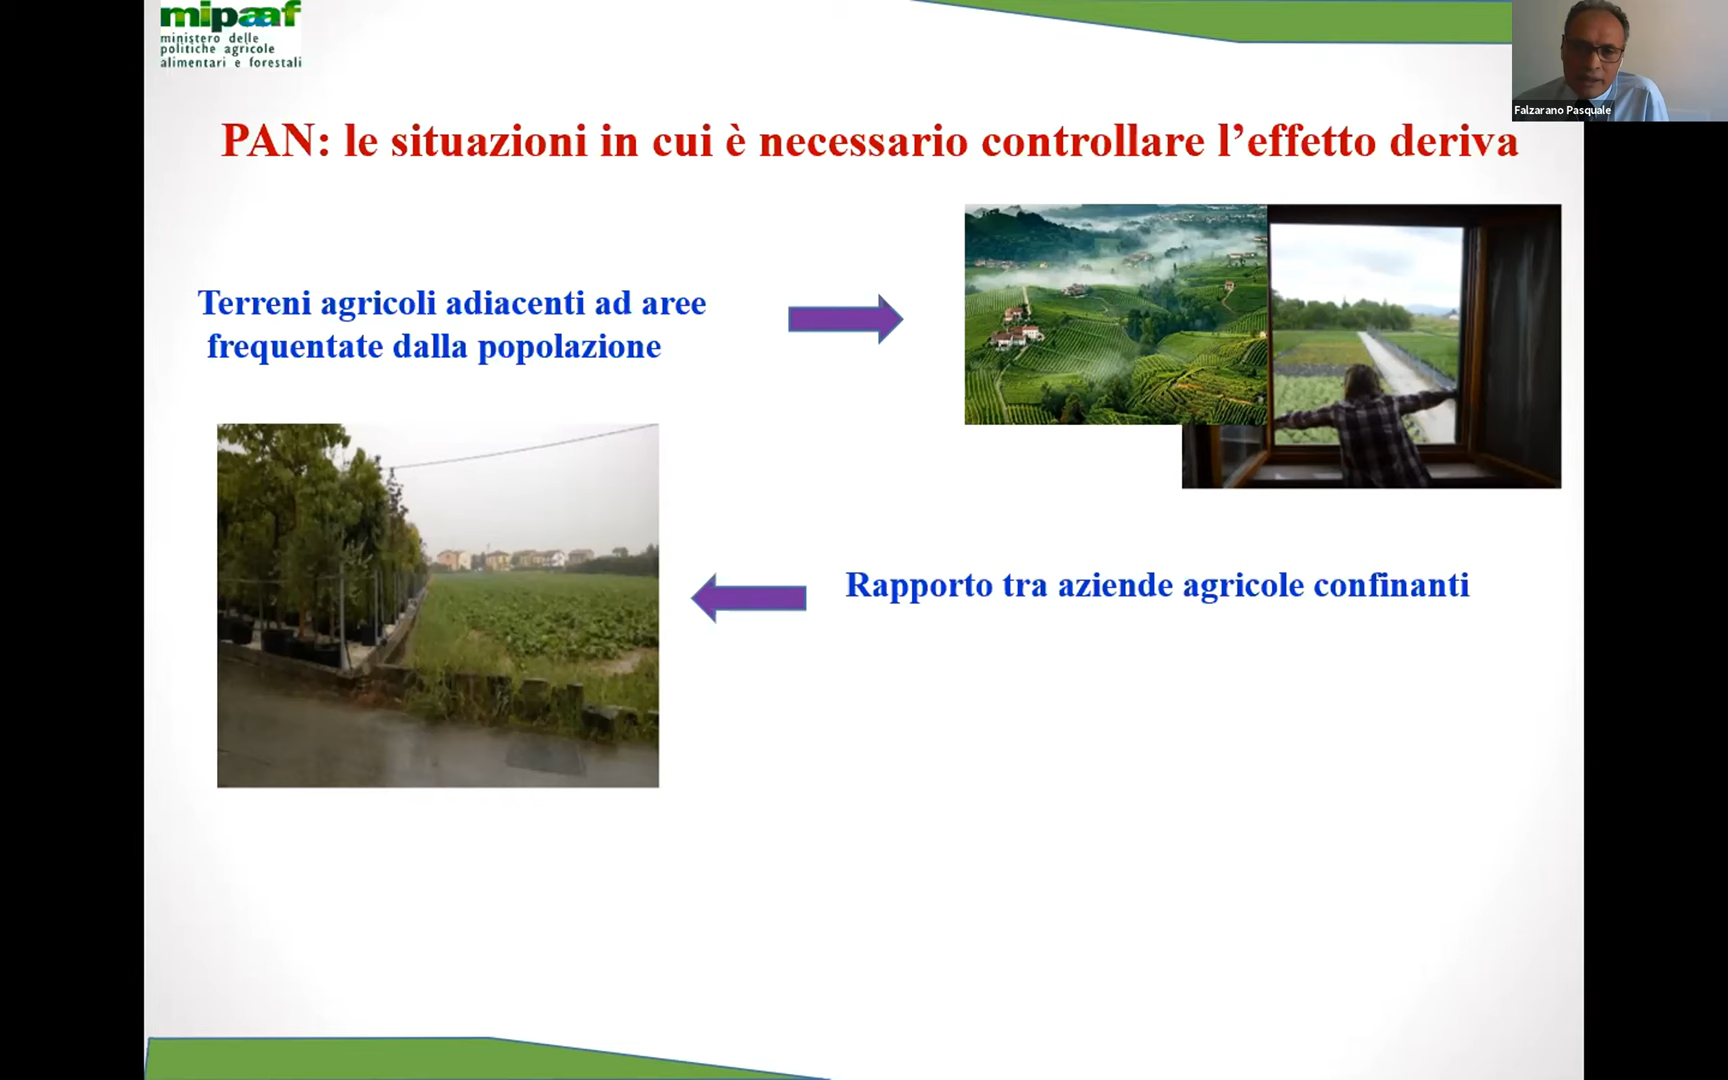 mipaaf
ministero delle
politiche agricole
alimentari e forestali
Falzarano Pasquale
PAN: le situazioni in cui è necessario controllare l’effetto deriva
Terreni agricoli adiacenti ad aree
frequentate dalla popolazione
Rapporto tra aziende agricole confinanti